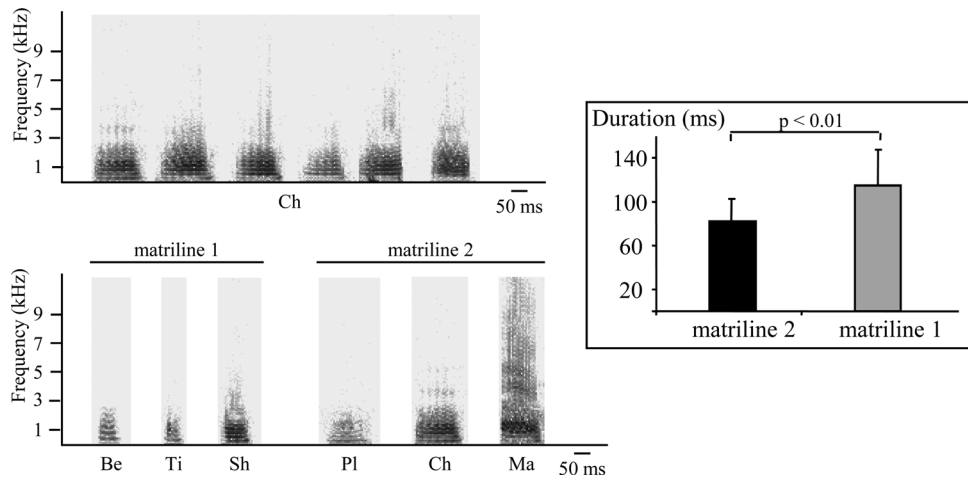 Frequency (kHz)
9
7
5
3
1
Ch
50 ms
matriline 1
matriline 2
Frequency (kHz)
9
7
5
3
1
Be Ti Sh Pl Ch Ma
50 ms
Duration (ms)
p < 0.01
140
100
60
20
matriline 2 matriline 1